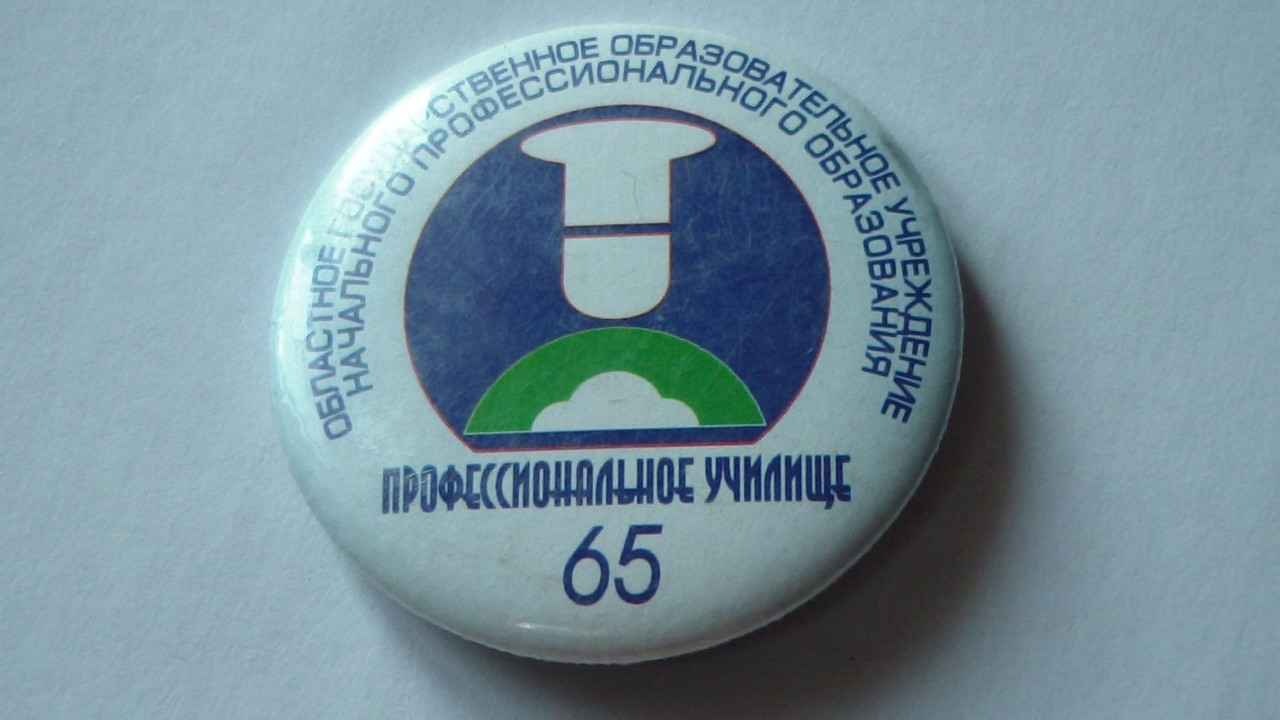 ОБЛАСТНОЕ ГОСУДАРСТВЕННОЕ ОБРАЗОВАТЕЛЬНОЕ УЧРЕЖДЕНИЕ
НАЧАЛЬНОГО ПРОФЕССИОНАЛЬНОГО ОБРАЗОВАНИЯ
ПРОФЕССИОНАЛЬНОЕ УЧИЛИЩЕ
65